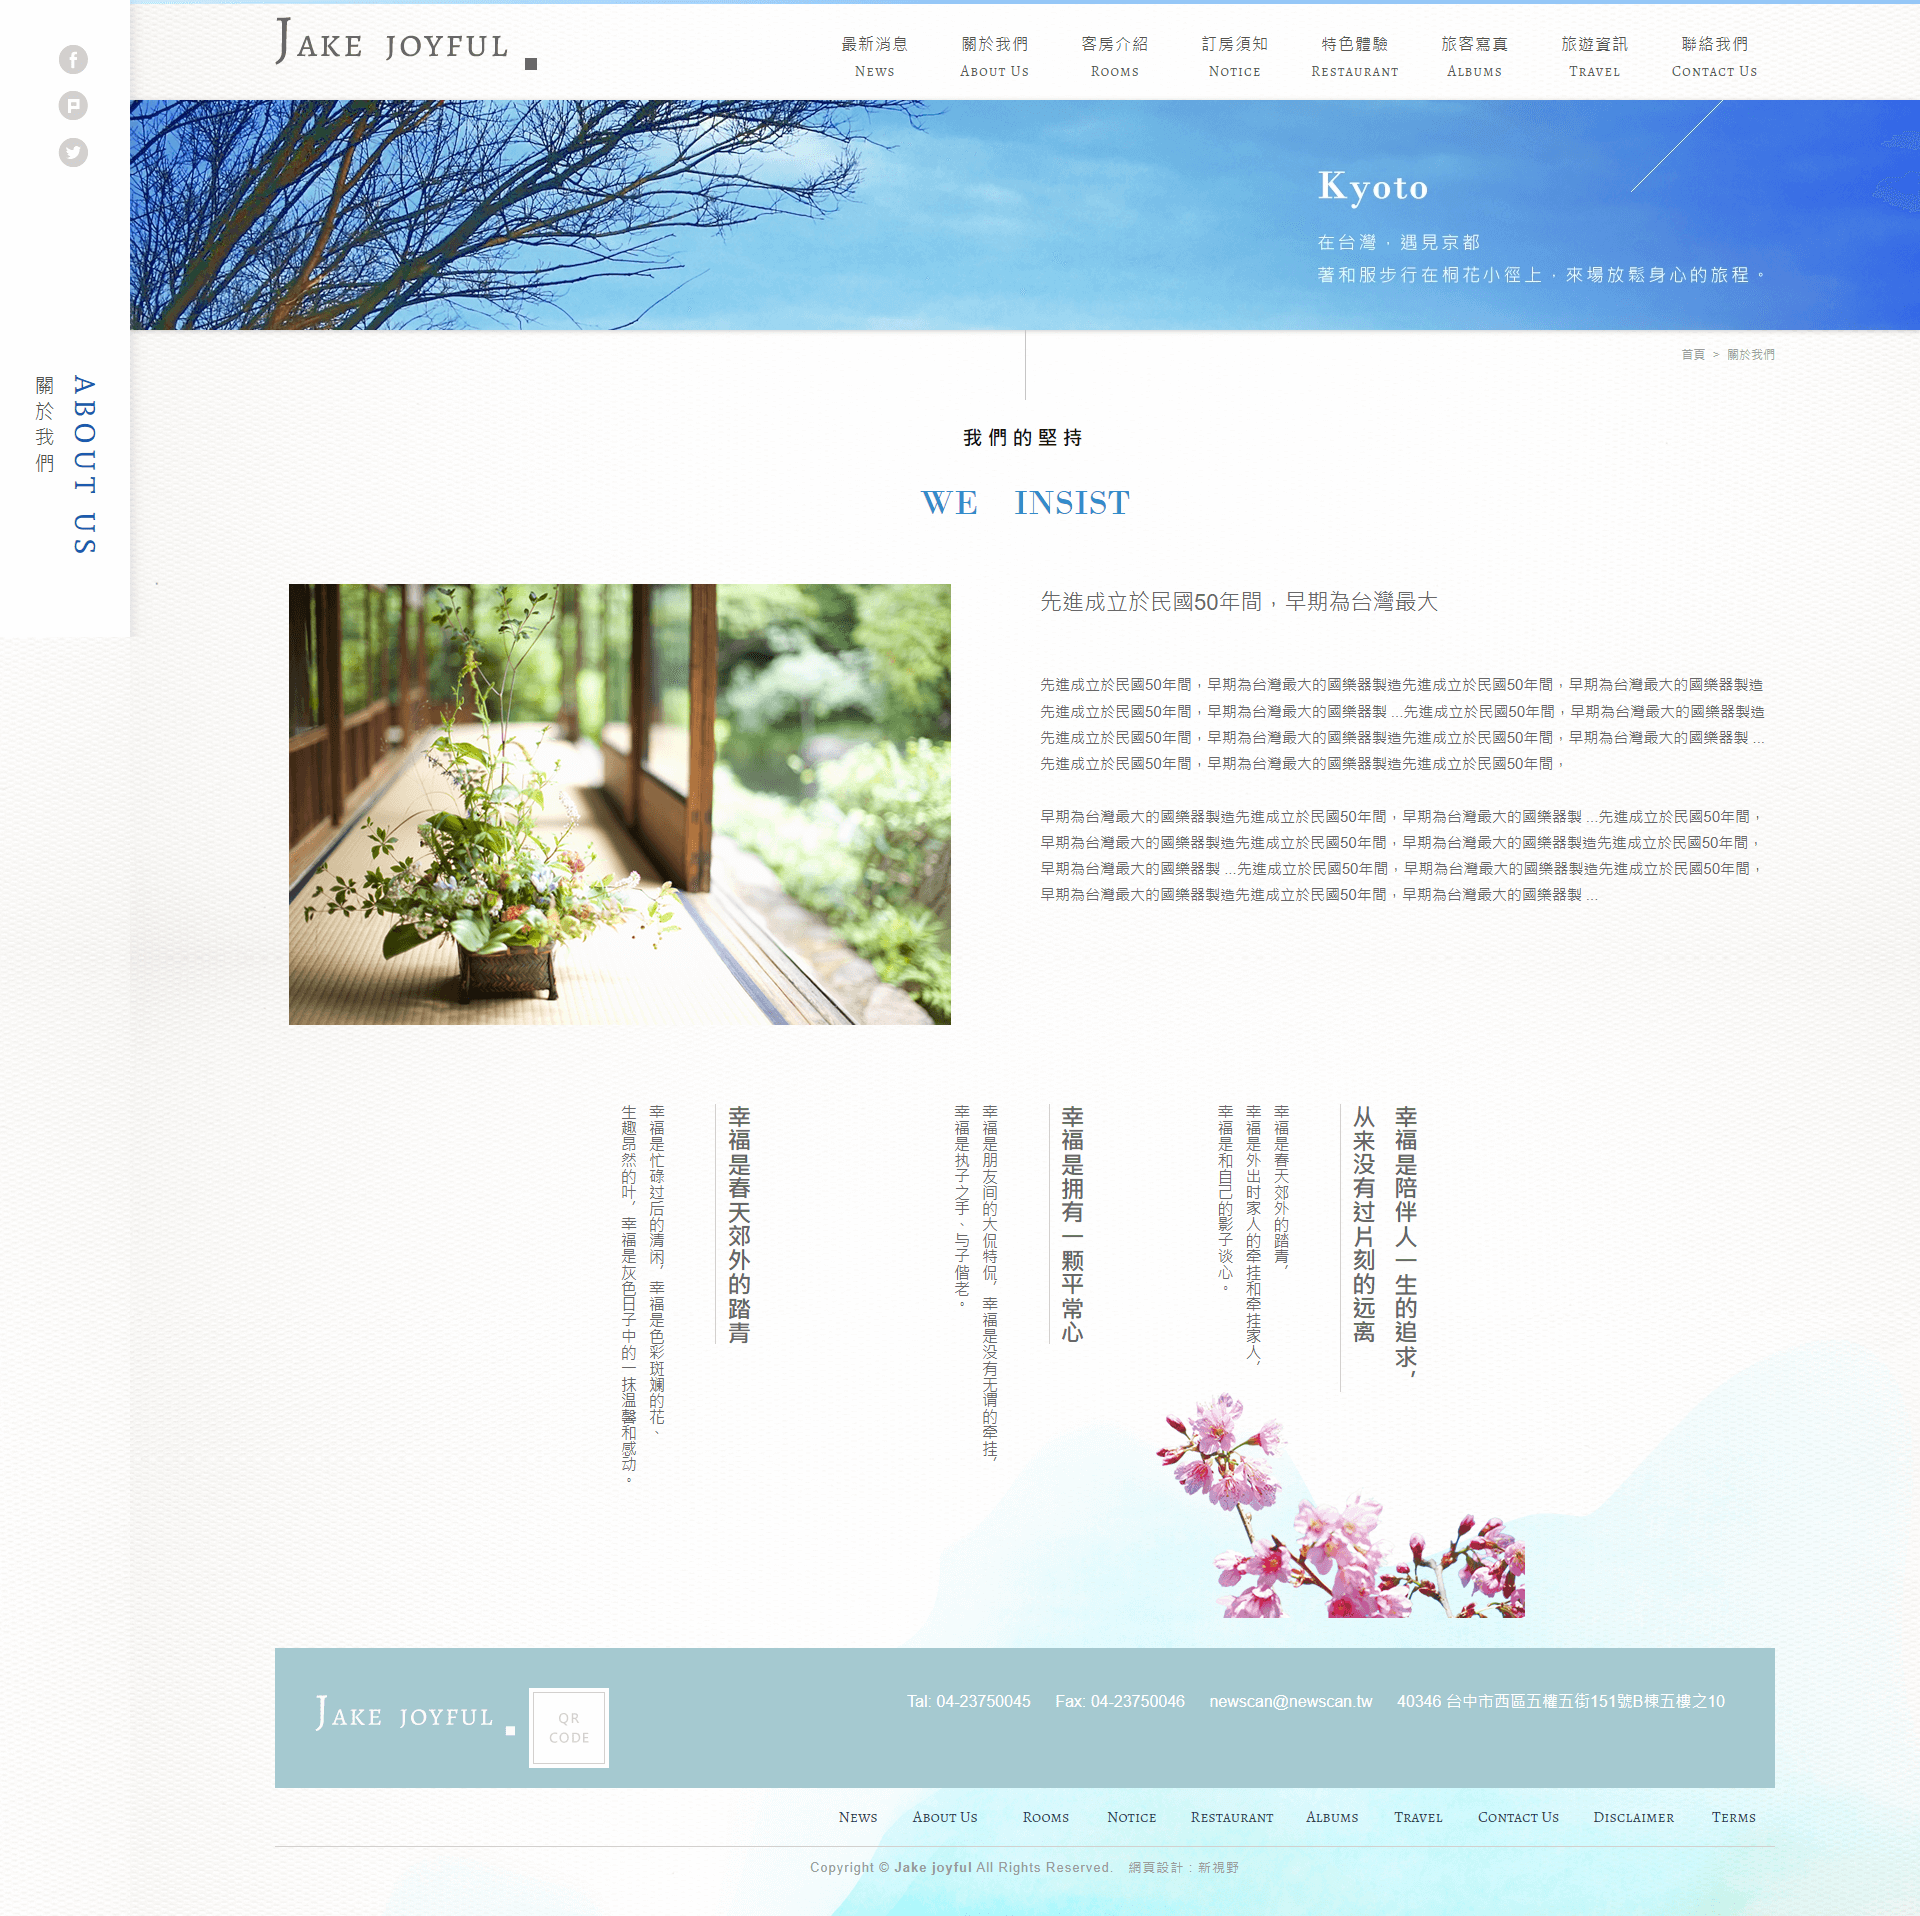 JAKE JOYFUL
最新消息
News
關於我們
About Us
客房介紹
Rooms
訂房須知
Notice
特色體驗
Restaurant
旅客寫真
Albums
旅遊資訊
Travel
聯絡我們
Contact Us
Kyoto
在台灣，遇見京都
著和服步行在桐花小徑上，來場放鬆身心的旅程。
ABOUT US
關於我們
首頁 > 關於我們
我們的堅持
WE INSIST
先進成立於民國50年間，早期為台灣最大
先進成立於民國50年間，早期為台灣最大的國樂器製造先進成立於民國50年間，早期為台灣最大的國樂器製造
先進成立於民國50年間，早期為台灣最大的國樂器製 ...先進成立於民國50年間，早期為台灣最大的國樂器製造
先進成立於民國50年間，早期為台灣最大的國樂器製造先進成立於民國50年間，早期為台灣最大的國樂器製 ...
先進成立於民國50年間，早期為台灣最大的國樂器製造先進成立於民國50年間，
早期為台灣最大的國樂器製造先進成立於民國50年間，早期為台灣最大的國樂器製 ...先進成立於民國50年間，
早期為台灣最大的國樂器製造先進成立於民國50年間，早期為台灣最大的國樂器製造先進成立於民國50年間，
早期為台灣最大的國樂器製 ...先進成立於民國50年間，早期為台灣最大的國樂器製造先進成立於民國50年間，
早期為台灣最大的國樂器製造先進成立於民國50年間，早期為台灣最大的國樂器製 ...
幸福是陪伴人一生的追求，
从来没有过片刻的远离
幸福是春天郊外的踏青，
幸福是外出时家人的牵挂和牵挂家人，
幸福是和自己的影子谈心。
幸福是拥有一颗平常心
幸福是朋友间的大侃特侃，幸福是没有无谓的牵挂，
幸福是执子之手、与子偕老。
幸福是春天郊外的踏青
幸福是忙碌过后的清闲，幸福是色彩斑斓的花、
生趣昂然的叶，幸福是灰色日子中的一抹温馨和感动。
JAKE JOYFUL
QR
CODE
Tal: 04-23750045 Fax: 04-23750046 newscan@newscan.tw 40346 台中市西區五權五街151號B棟五樓之10
News About Us Rooms Notice Restaurant Albums Travel Contact Us Disclaimer Terms
Copyright © Jake joyful All Rights Reserved. 網頁設計：新視野